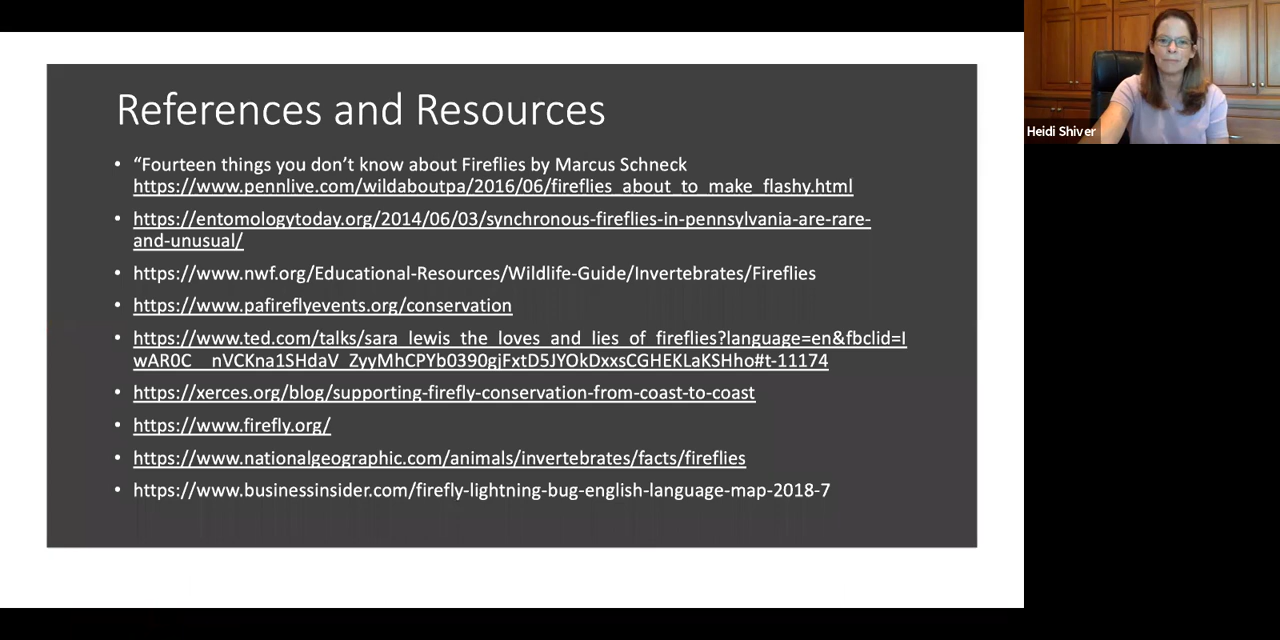 References and Resources
• “Fourteen things you don’t know about Fireflies by Marcus Schneck
https://www.pennlive.com/wildaboutpa/2016/06/fireflies_about_to_make_flashy.html
• https://entomologytoday.org/2014/06/03/synchronous-fireflies-in-pennsylvania-are-rare-
and-unusual/
• https://www.nwf.org/Educational-Resources/Wildlife-Guide/Invertebrates/Fireflies
• https://www.pafireflyevents.org/conservation
• https://www.ted.com/talks/sara_lewis_the_loves_and_lies_of_fireflies?language=en&fbclid=I
wAR0C__nVCKna1SHdaV_ZyyMhCPYb0390gjFxtD5JYOkDxxsCGHEKLaKSHho#t-11174
• https://xerces.org/blog/supporting-firefly-conservation-from-coast-to-coast
• https://www.firefly.org/
• https://www.nationalgeographic.com/animals/invertebrates/facts/fireflies
• https://www.businessinsider.com/firefly-lightning-bug-english-language-map-2018-7
Heidi Shiver